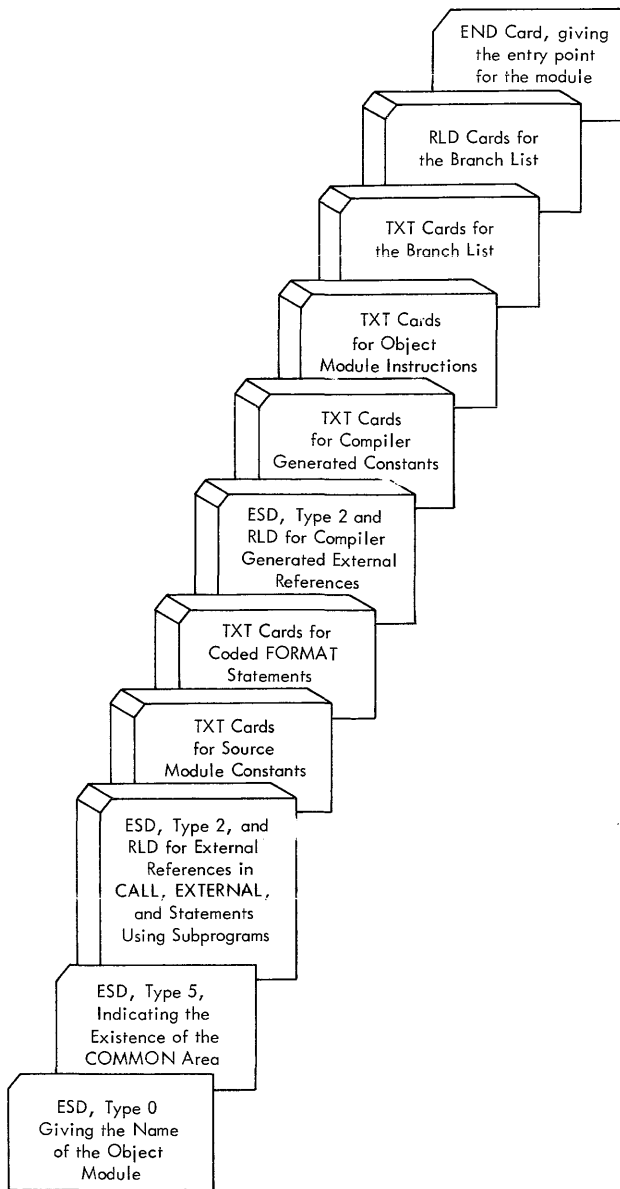 END Card, giving
the entry point
for the module
RLD Cards for
the Branch List
TXT Cards for
the Branch List
TXT Cards
for Object
Module Instructions
TXT Cards
for Compiler
Generated Constants
ESD, Type 2 and
RLD for Compiler
Generated External
References
TXT Cards for
Coded FORMAT
Statements
TXT Cards
for Source
Module Constants
ESD, Type 2, and
RLD for External
References in
CALL, EXTERNAL,
and Statements
Using Subprograms
ESD, Type 5,
Indicating the
Existence of the
COMMON Area
ESD, Type 0
Giving the Name
of the Object
Module